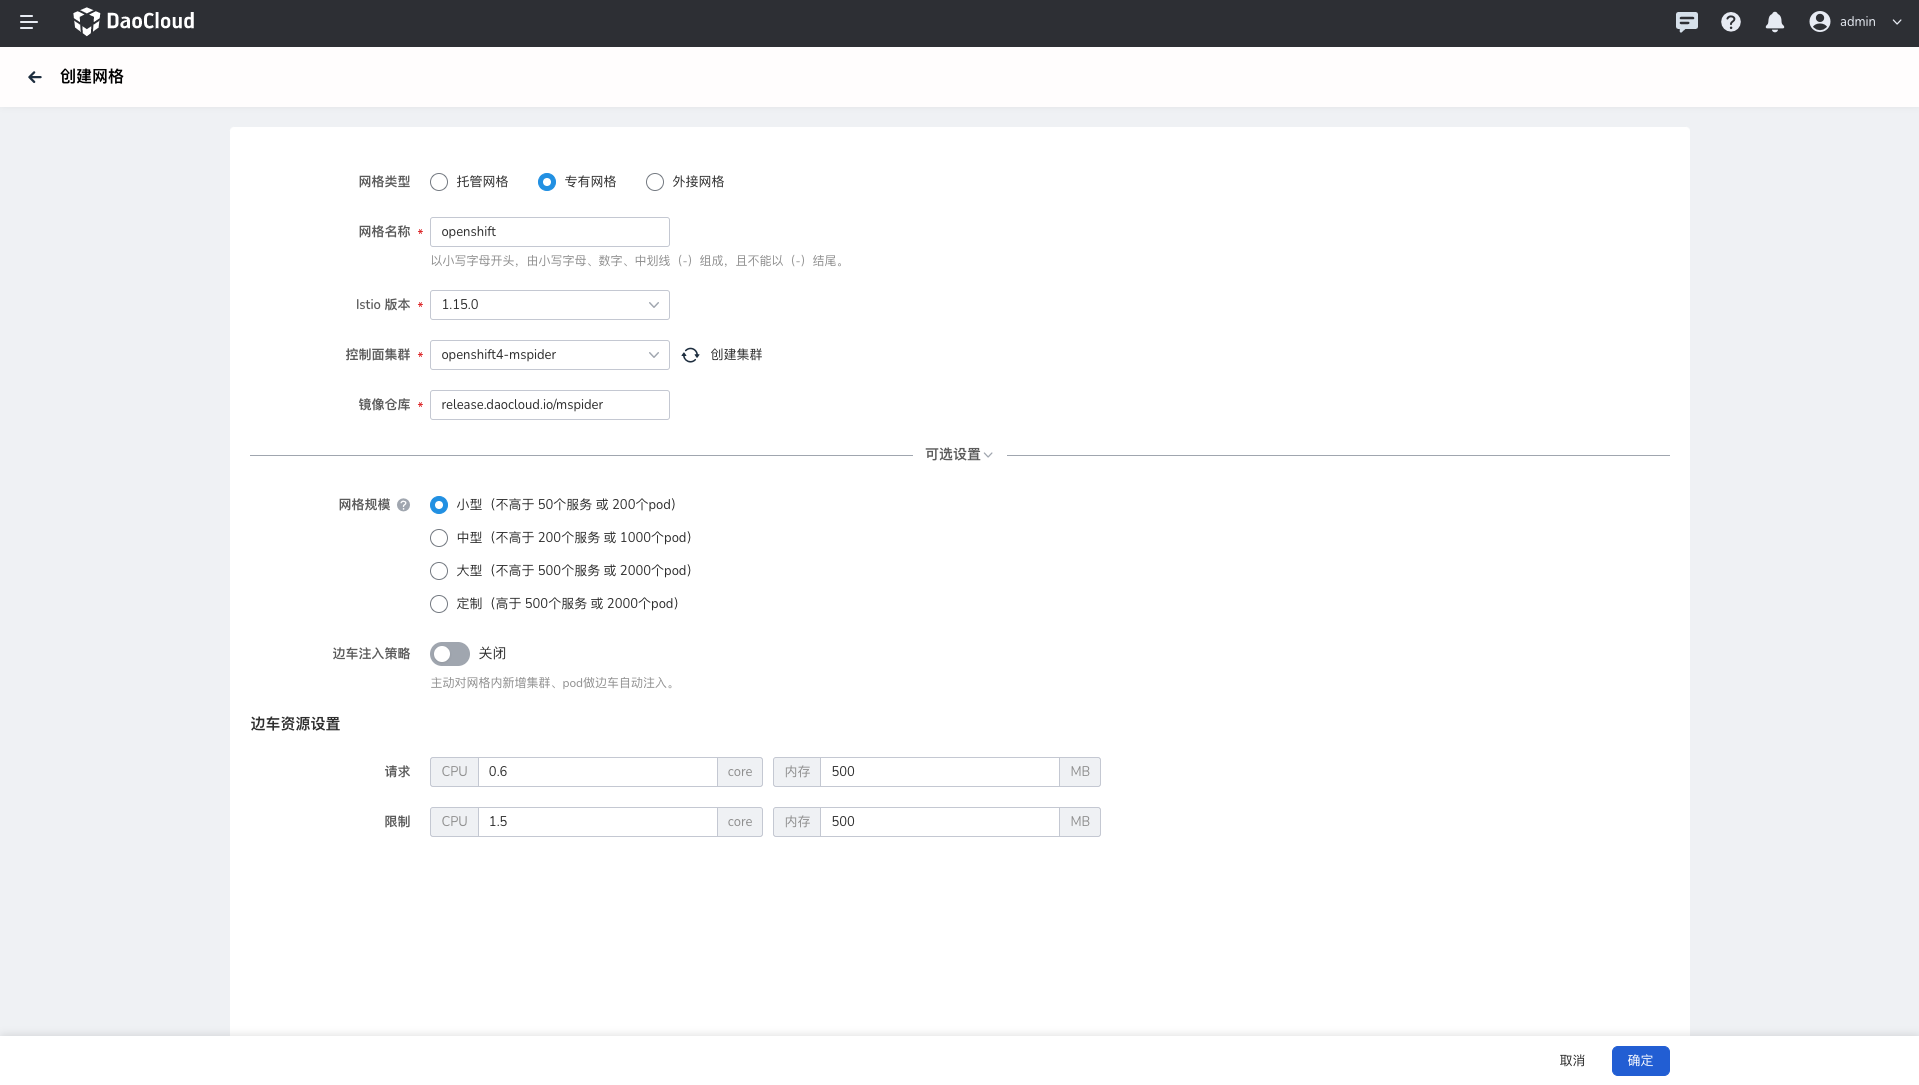 DaoCloud
admin
创建网格
网格类型 托管网格 专有网格 外接网格
网格名称 * openshift
以小写字母开头，由小写字母、数字、中划线（-）组成，且不能以（-）结尾。
Istio 版本 * 1.15.0
控制面集群 * openshift4-mspider 创建集群
镜像仓库 * release.daocloud.io/mspider
可选设置
网格规模 ? 小型（不高于 50个服务 或 200个pod）
中型（不高于 200个服务 或 1000个pod）
大型（不高于 500个服务 或 2000个pod）
定制（高于 500个服务 或 2000个pod）
边车注入策略 关闭
主动对网格内新增集群、pod做边车自动注入。
边车资源设置
请求 CPU 0.6 core 内存 500 MB
限制 CPU 1.5 core 内存 500 MB
取消 确定